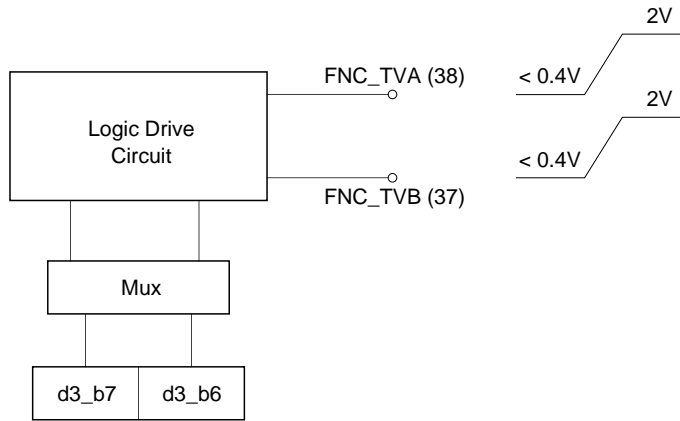 2V
FNC_TVA (38)
< 0.4V
2V
Logic Drive
Circuit
< 0.4V
FNC_TVB (37)
Mux
d3_b7 d3_b6